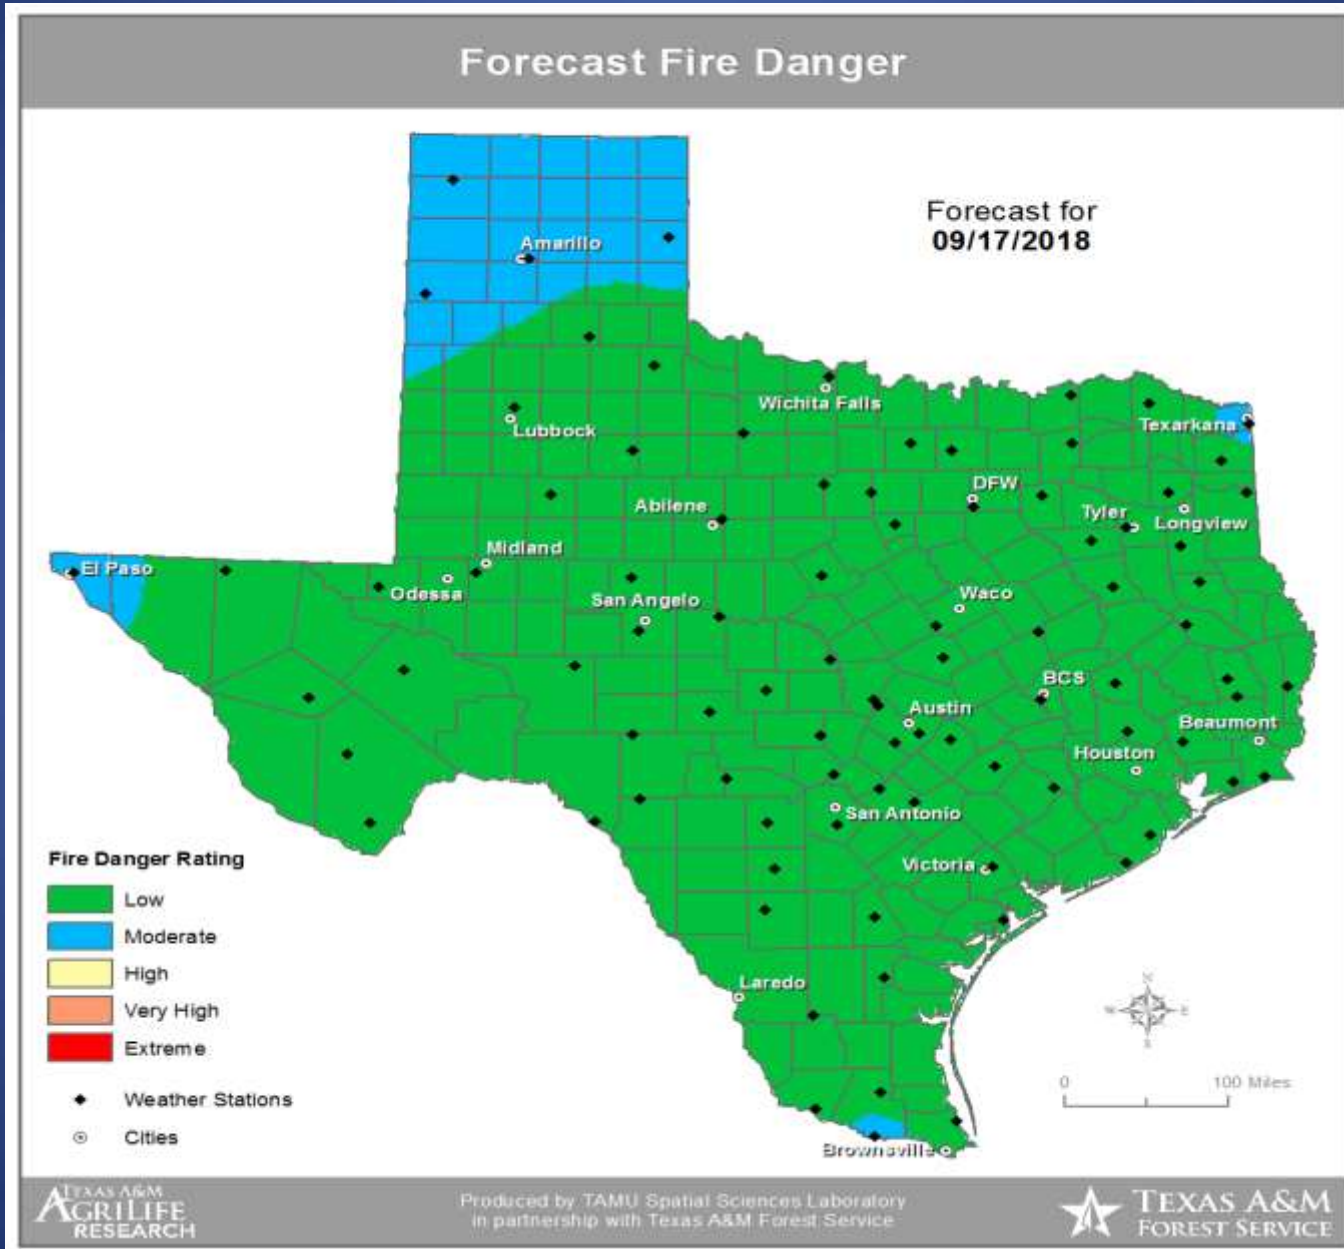 Forecast Fire Danger
Forecast for
09/17/2018
Amarillo
Wichita Falls
Lubbock
Texarkana
DFW
Abilene
Tyler
Longview
Midland
El Paso
Odessa
San Angelo
Waco
BCS
Austin
Beaumont
Houston
San Antonio
Victoria
Laredo
Brownsville
Fire Danger Rating
Low
Moderate
High
Very High
Extreme
Weather Stations
Cities
N
W E
S
0 100 Miles
TEXAS A&M
AGRILIFE
RESEARCH
Produced by TAMU Spatial Sciences Laboratory
in partnership with Texas A&M Forest Service
TEXAS A&M
FOREST SERVICE